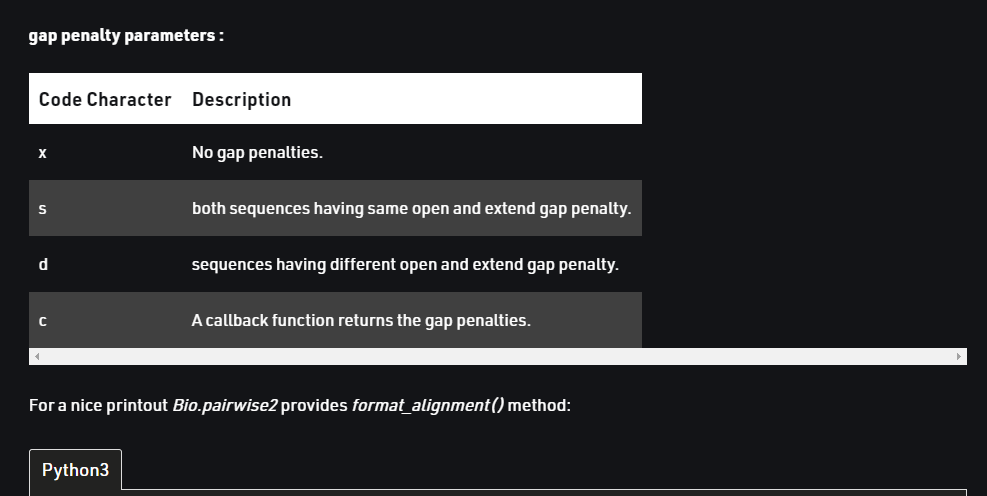 gap penalty parameters :
Code Character Description
x No gap penalties.
s both sequences having same open and extend gap penalty.
d sequences having different open and extend gap penalty.
c A callback function returns the gap penalties.
For a nice printout Bio.pairwise2 provides format_alignment() method:
Python3